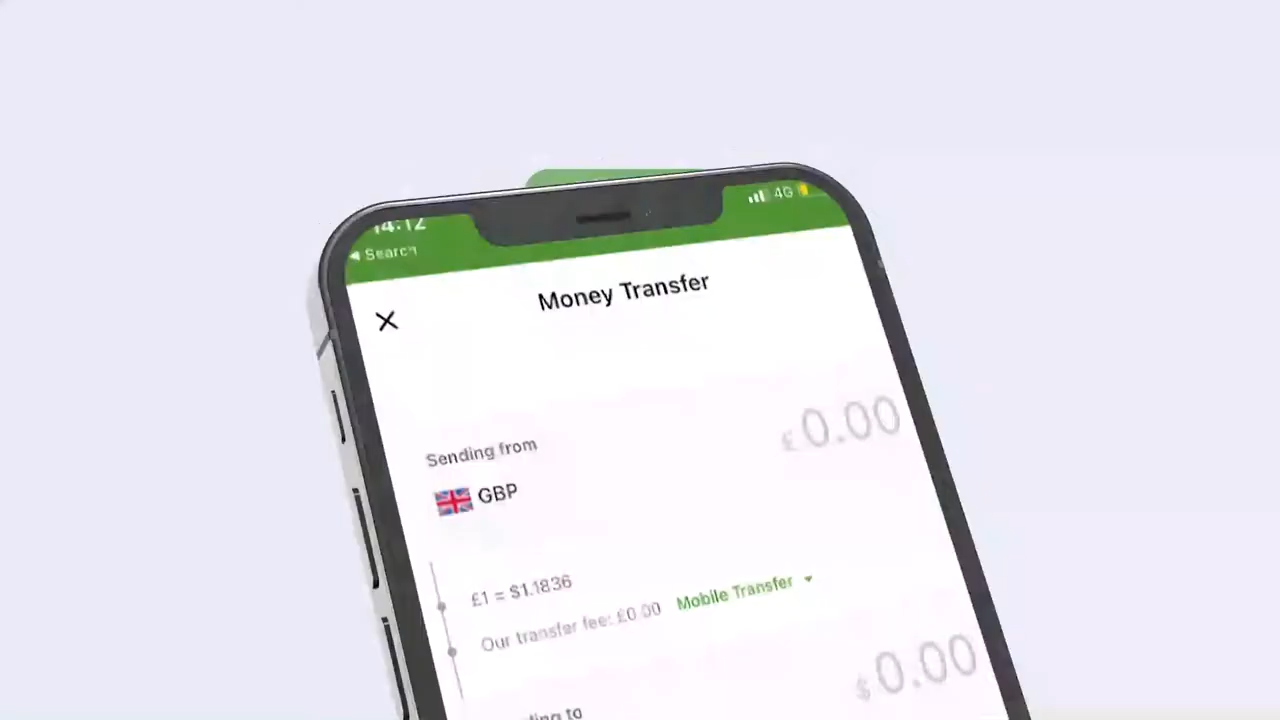 14:12
4G
Search
Money Transfer
£0.00
Sending from
GBP
£1 = $1.1836
Our transfer fee: £0.00 Mobile Transfer
$0.00